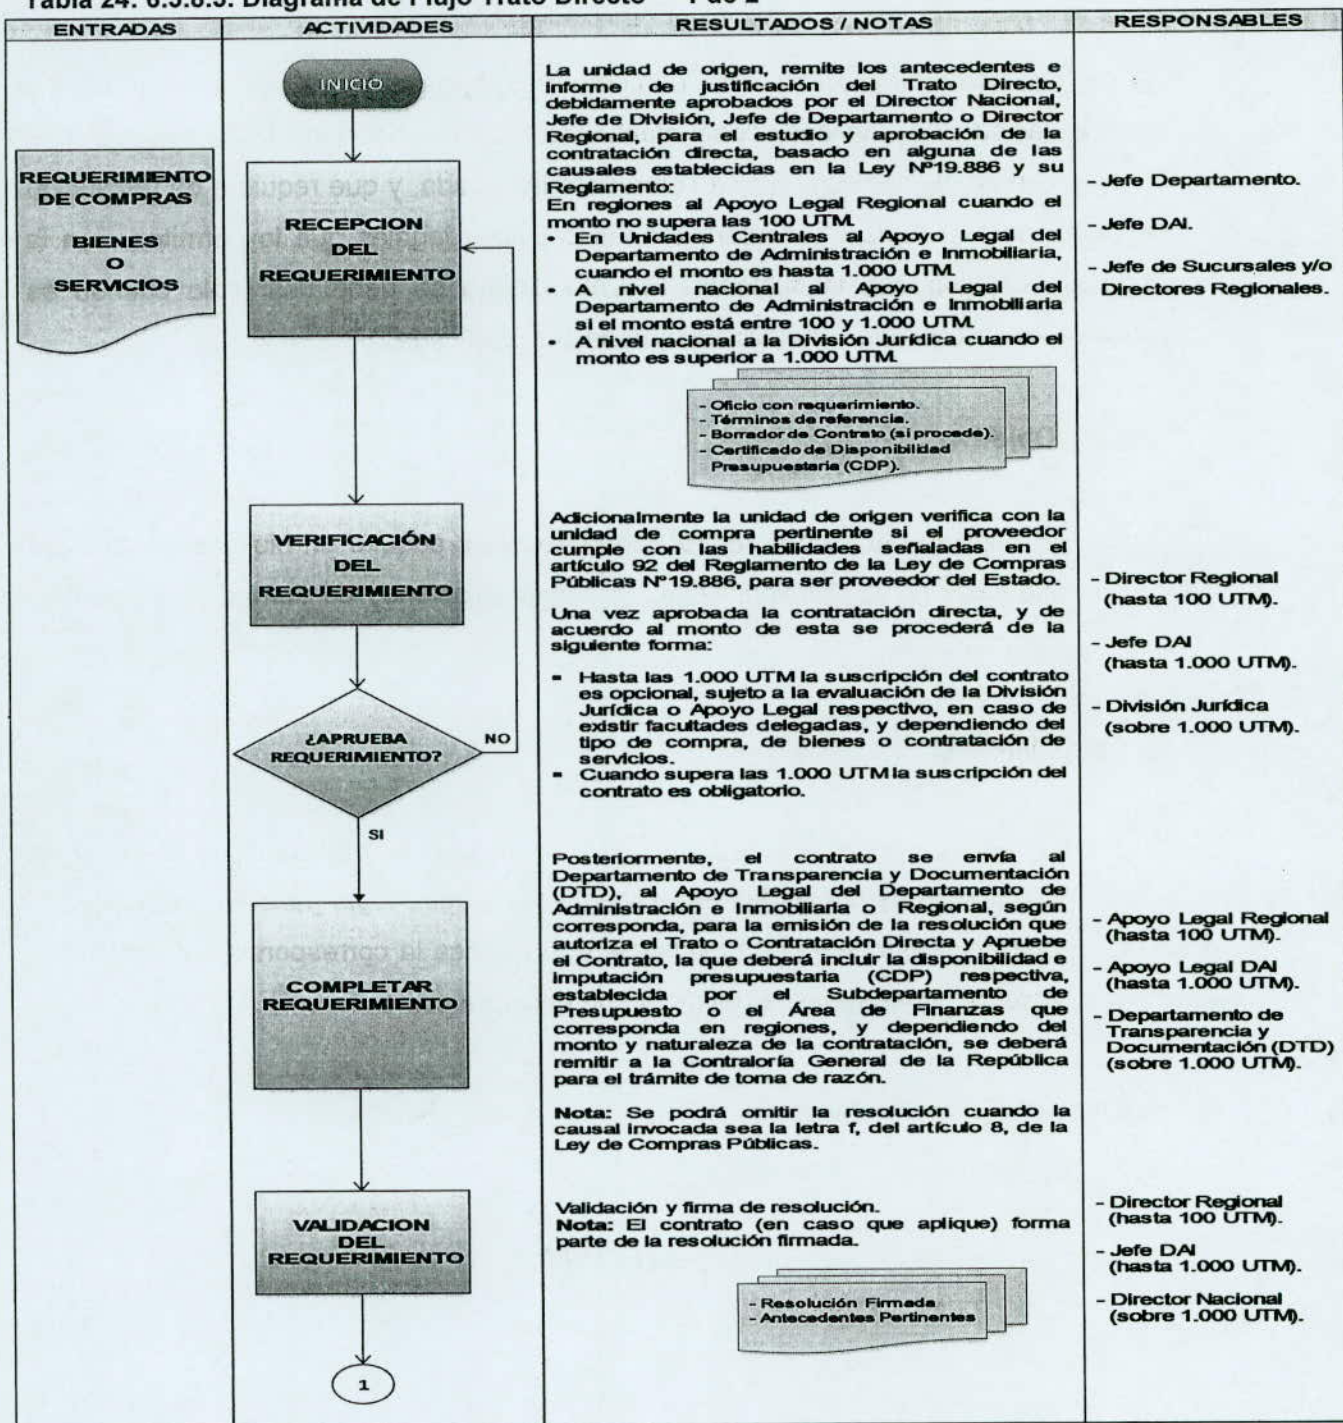 Tabla 24: 6.5.8.5. Diagrama de Flujo Trato Directo 1 de 2
ENTRADAS
ACTIVIDADES
RESULTADOS / NOTAS
RESPONSABLES
REQUERIMIENTO
DE COMPRAS
BIENES
O
SERVICIOS
INICIO
RECEPCION
DEL
REQUERIMIENTO
La unidad de origen, remite los antecedentes e
informe de justificación del Trato Directo,
debidamente aprobados por el Director Nacional,
Jefe de División, Jefe de Departamento o Director
Regional, para el estudio y aprobación de la
contratación directa, basado en alguna de las
causales establecidas en la Ley Nº19.886 y su
Reglamento:
En regiones al Apoyo Legal Regional cuando el
monto no supera las 100 UTM.
• En Unidades Centrales al Apoyo Legal del
Departamento de Administración e Inmobiliaria,
cuando el monto es hasta 1.000 UTM.
• A nivel nacional al Apoyo Legal del
Departamento de Administración e Inmobiliaria
si el monto está entre 100 y 1.000 UTM.
• A nivel nacional a la División Jurídica cuando el
monto es superior a 1.000 UTM.
- Oficio con requerimiento.
- Términos de referencia.
- Borrador de Contrato (si procede).
- Certificado de Disponibilidad
Presupuestaria (CDP).
- Jefe Departamento.
- Jefe DAI.
- Jefe de Sucursales y/o
Directores Regionales.
VERIFICACIÓN
DEL
REQUERIMIENTO
¿APRUEBA
REQUERIMIENTO?
NO
SI
Adicionalmente la unidad de origen verifica con la
unidad de compra pertinente si el proveedor
cumple con las habilidades señaladas en el
artículo 92 del Reglamento de la Ley de Compras
Públicas Nº19.886, para ser proveedor del Estado.
Una vez aprobada la contratación directa, y de
acuerdo al monto de esta se procederá de la
siguiente forma:
- Hasta las 1.000 UTM la suscripción del contrato
es opcional, sujeto a la evaluación de la División
Jurídica o Apoyo Legal respectivo, en caso de
existir facultades delegadas, y dependiendo del
tipo de compra, de bienes o contratación de
servicios.
- Cuando supera las 1.000 UTM la suscripción del
contrato es obligatorio.
- Director Regional
(hasta 100 UTM).
- Jefe DAI
(hasta 1.000 UTM).
- División Jurídica
(sobre 1.000 UTM).
COMPLETAR
REQUERIMIENTO
Posteriormente, el contrato se envía al
Departamento de Transparencia y Documentación
(DTD), al Apoyo Legal del Departamento de
Administración e Inmobiliaria o Regional, según
corresponda, para la emisión de la resolución que
autoriza el Trato o Contratación Directa y Apruebe
el Contrato, la que deberá incluir la disponibilidad e
imputación presupuestaria (CDP) respectiva,
establecida por el Subdepartamento de
Presupuesto o el Área de Finanzas que
corresponda en regiones, y dependiendo del
monto y naturaleza de la contratación, se deberá
remitir a la Contraloría General de la República
para el trámite de toma de razón.
Nota: Se podrá omitir la resolución cuando la
causal invocada sea la letra f, del artículo 8, de la
Ley de Compras Públicas.
- Apoyo Legal Regional
(hasta 100 UTM).
- Apoyo Legal DAI
(hasta 1.000 UTM).
- Departamento de
Transparencia y
Documentación (DTD)
(sobre 1.000 UTM).
VALIDACION
DEL
REQUERIMIENTO
1
Validación y firma de resolución.
Nota: El contrato (en caso que aplique) forma
parte de la resolución firmada.
- Resolución Firmada.
- Antecedentes Pertinentes
- Director Regional
(hasta 100 UTM).
- Jefe DAI
(hasta 1.000 UTM).
- Director Nacional
(sobre 1.000 UTM).